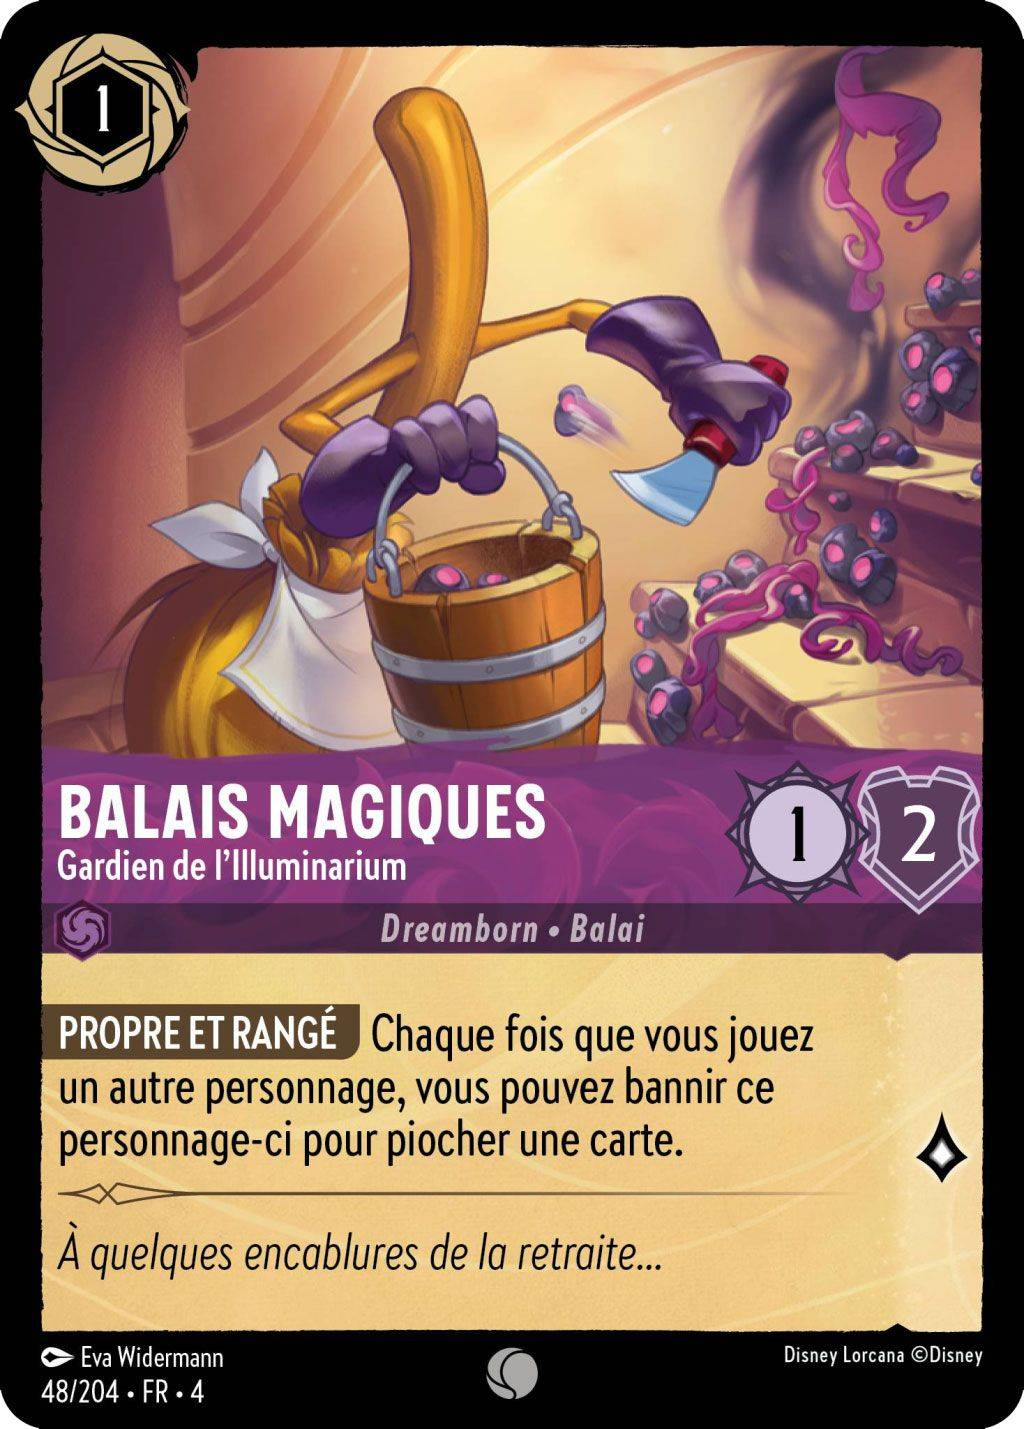 1
BALAIS MAGIQUES
Gardien de l'Illuminarium
1 2
Dreamborn • Balai
PROPRE ET RANGÉ Chaque fois que vous jouez
un autre personnage, vous pouvez bannir ce
personnage-ci pour piocher une carte.
À quelques encablures de la retraite...
Eva Widermann
Disney Lorcana ©Disney
48/204 • FR • 4